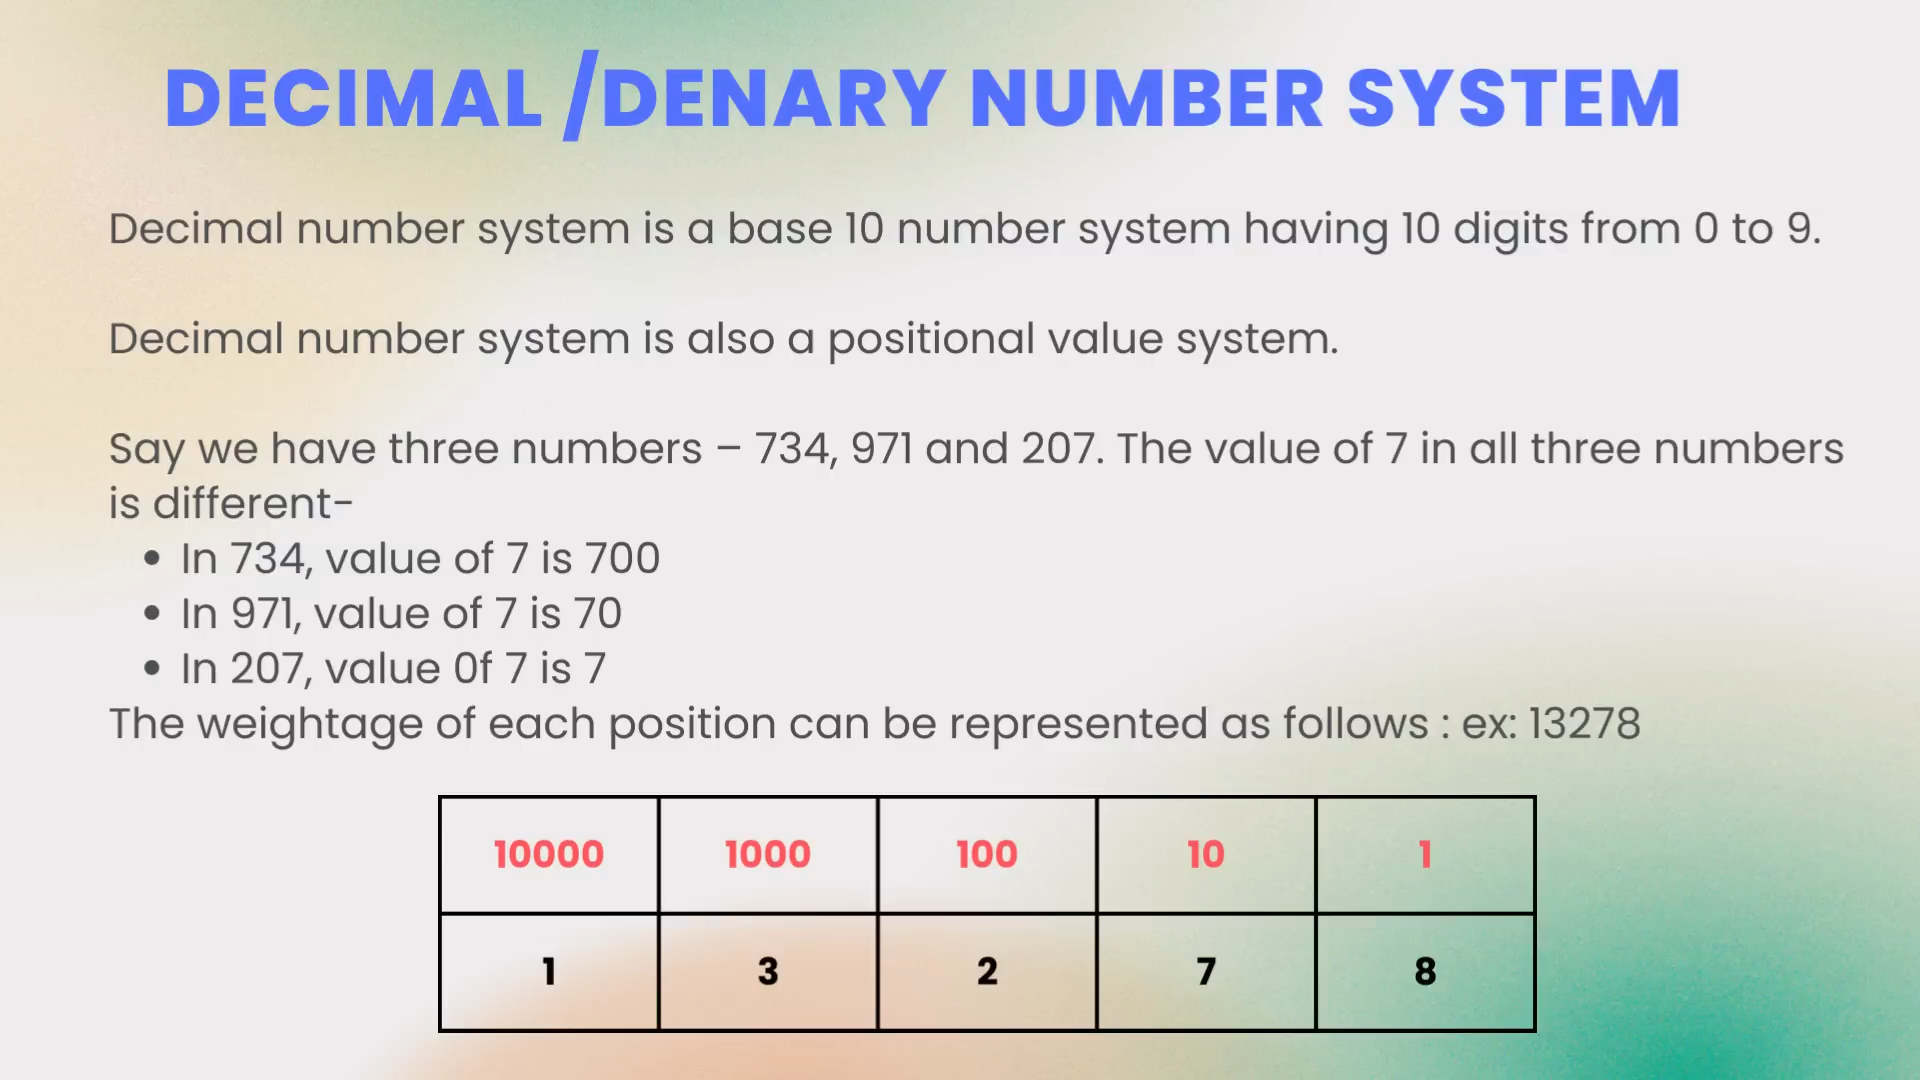 DECIMAL /DENARY NUMBER SYSTEM
Decimal number system is a base 10 number system having 10 digits from 0 to 9.
Decimal number system is also a positional value system.
Say we have three numbers – 734, 971 and 207. The value of 7 in all three numbers
is different-
• In 734, value of 7 is 700
• In 971, value of 7 is 70
• In 207, value 0f 7 is 7
The weightage of each position can be represented as follows : ex: 13278
10000 1000 100 10 1
1 3 2 7 8